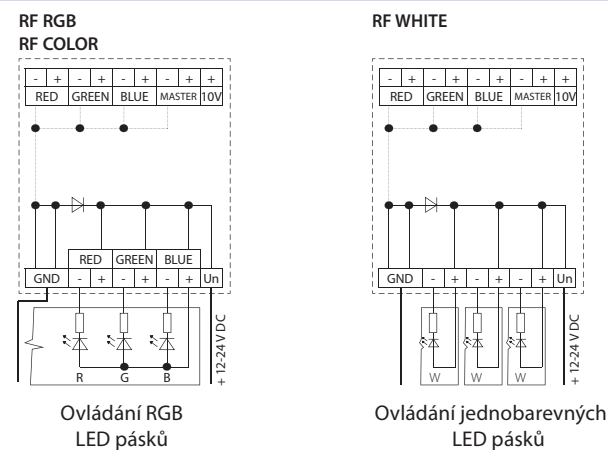 RF RGB
RF COLOR
- + - + - + - + +
RED GREEN BLUE MASTER 10V
RED GREEN BLUE
GND - + - + - + Un
R G B
+ 12-24 V DC
Ovládání RGB
LED pásků
RF WHITE
- + - + - + - + +
RED GREEN BLUE MASTER 10V
GND - + - + - + Un
W W W
+ 12-24 V DC
Ovládání jednobarevných
LED pásků